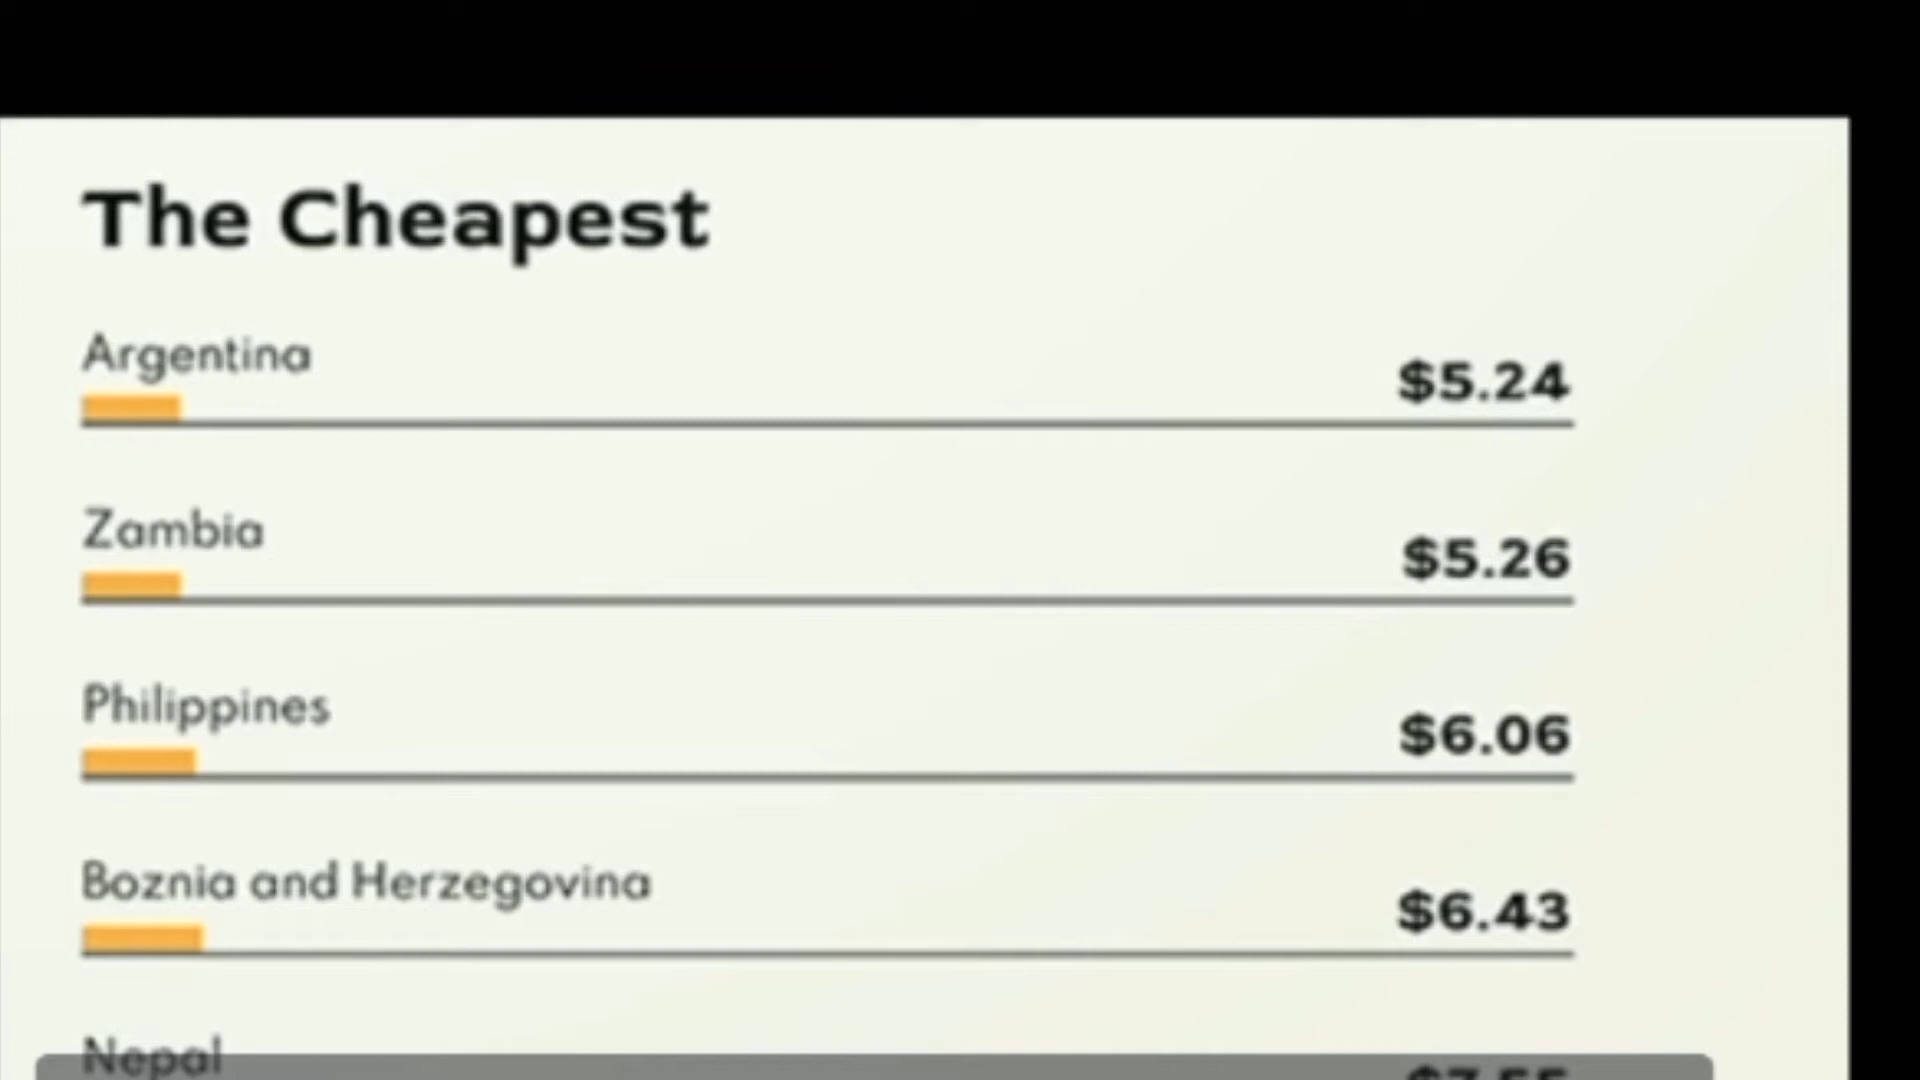 The Cheapest
Argentina
$5.24
Zambia
$5.26
Philippines
$6.06
Boznia and Herzegovina
$6.43
Nepal